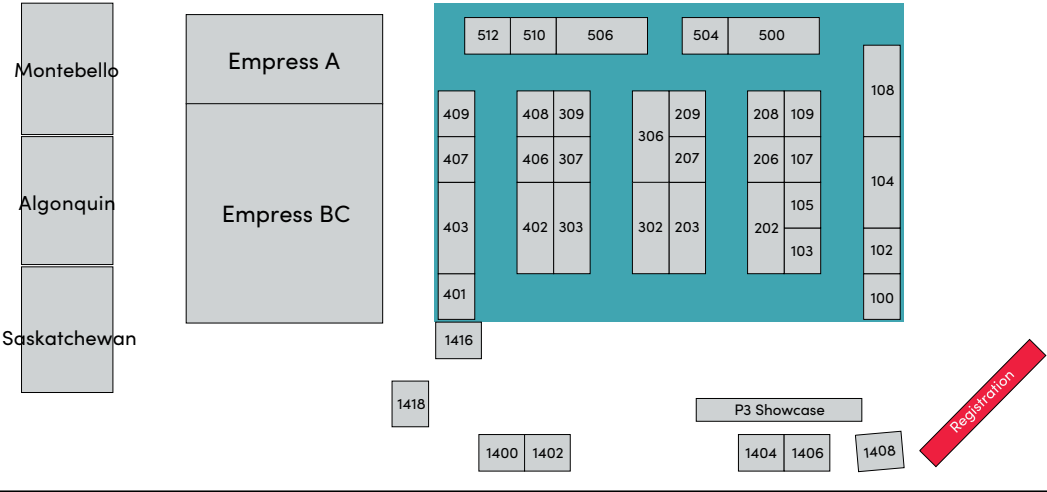 Montebello
Algonquin
Saskatchewan
Empress A
Empress BC
512 510 506 504 500
108
409 408 309 306 209 208 109
407 406 307 207 206 107
104
403 402 303 302 203 202 105
103 102
401 100
1416
1418
P3 Showcase
Registration
1400 1402 1404 1406 1408